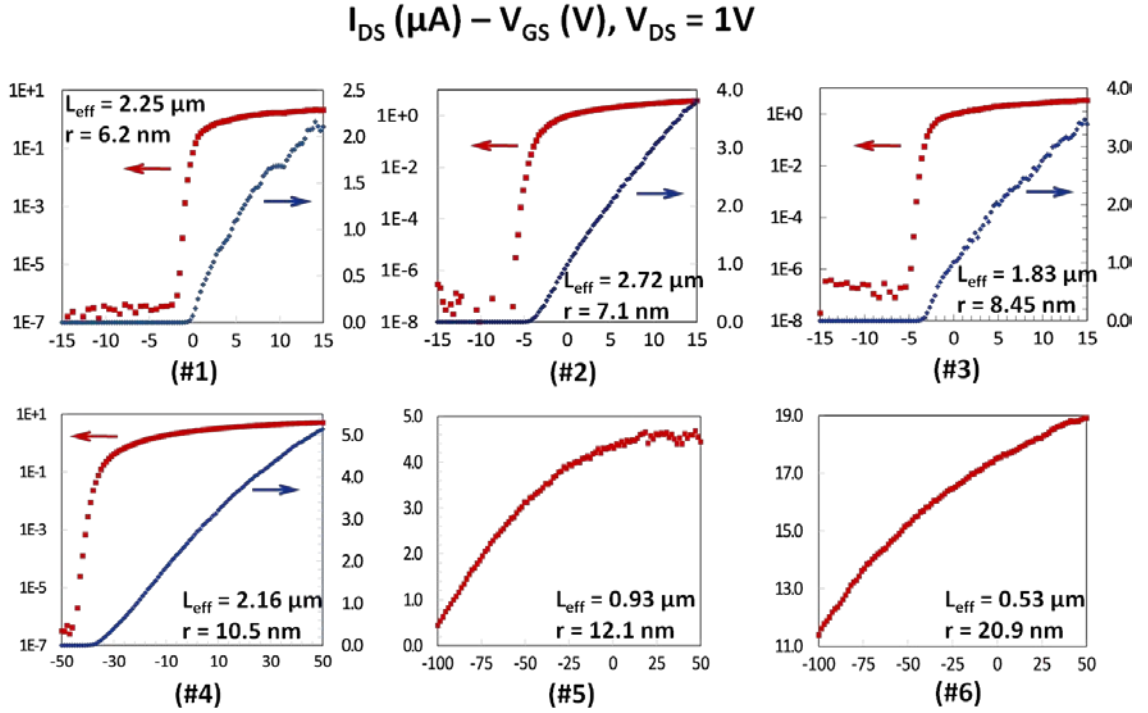 I_DS (µA) – V_GS (V), V_DS = 1V
1E+1
1E-1
1E-3
1E-5
1E-7
2.5
2.0
1.5
1.0
0.5
0.0
-15 -10 -5 0 5 10 15
L_eff = 2.25 µm
r = 6.2 nm
(#1)
1E+0
1E-2
1E-4
1E-6
1E-8
4.0
3.0
2.0
1.0
0.0
-15 -10 -5 0 5 10 15
L_eff = 2.72 µm
r = 7.1 nm
(#2)
1E+0
1E-2
1E-4
1E-6
1E-8
4.00
3.00
2.00
1.00
0.00
-15 -10 -5 0 5 10 15
L_eff = 1.83 µm
r = 8.45 nm
(#3)
1E+1
1E-1
1E-3
1E-5
1E-7
5.0
4.0
3.0
2.0
1.0
0.0
-50 -30 -10 10 30 50
L_eff = 2.16 µm
r = 10.5 nm
(#4)
5.0
4.0
3.0
2.0
1.0
0.0
-100 -75 -50 -25 0 25 50
L_eff = 0.93 µm
r = 12.1 nm
(#5)
19.0
17.0
15.0
13.0
11.0
-100 -75 -50 -25 0 25 50
L_eff = 0.53 µm
r = 20.9 nm
(#6)